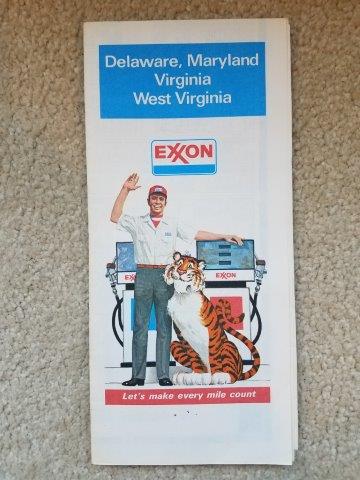 Delaware, Maryland
Virginia
West Virginia
EXXON
EXXON
EXXON
Let's make every mile count